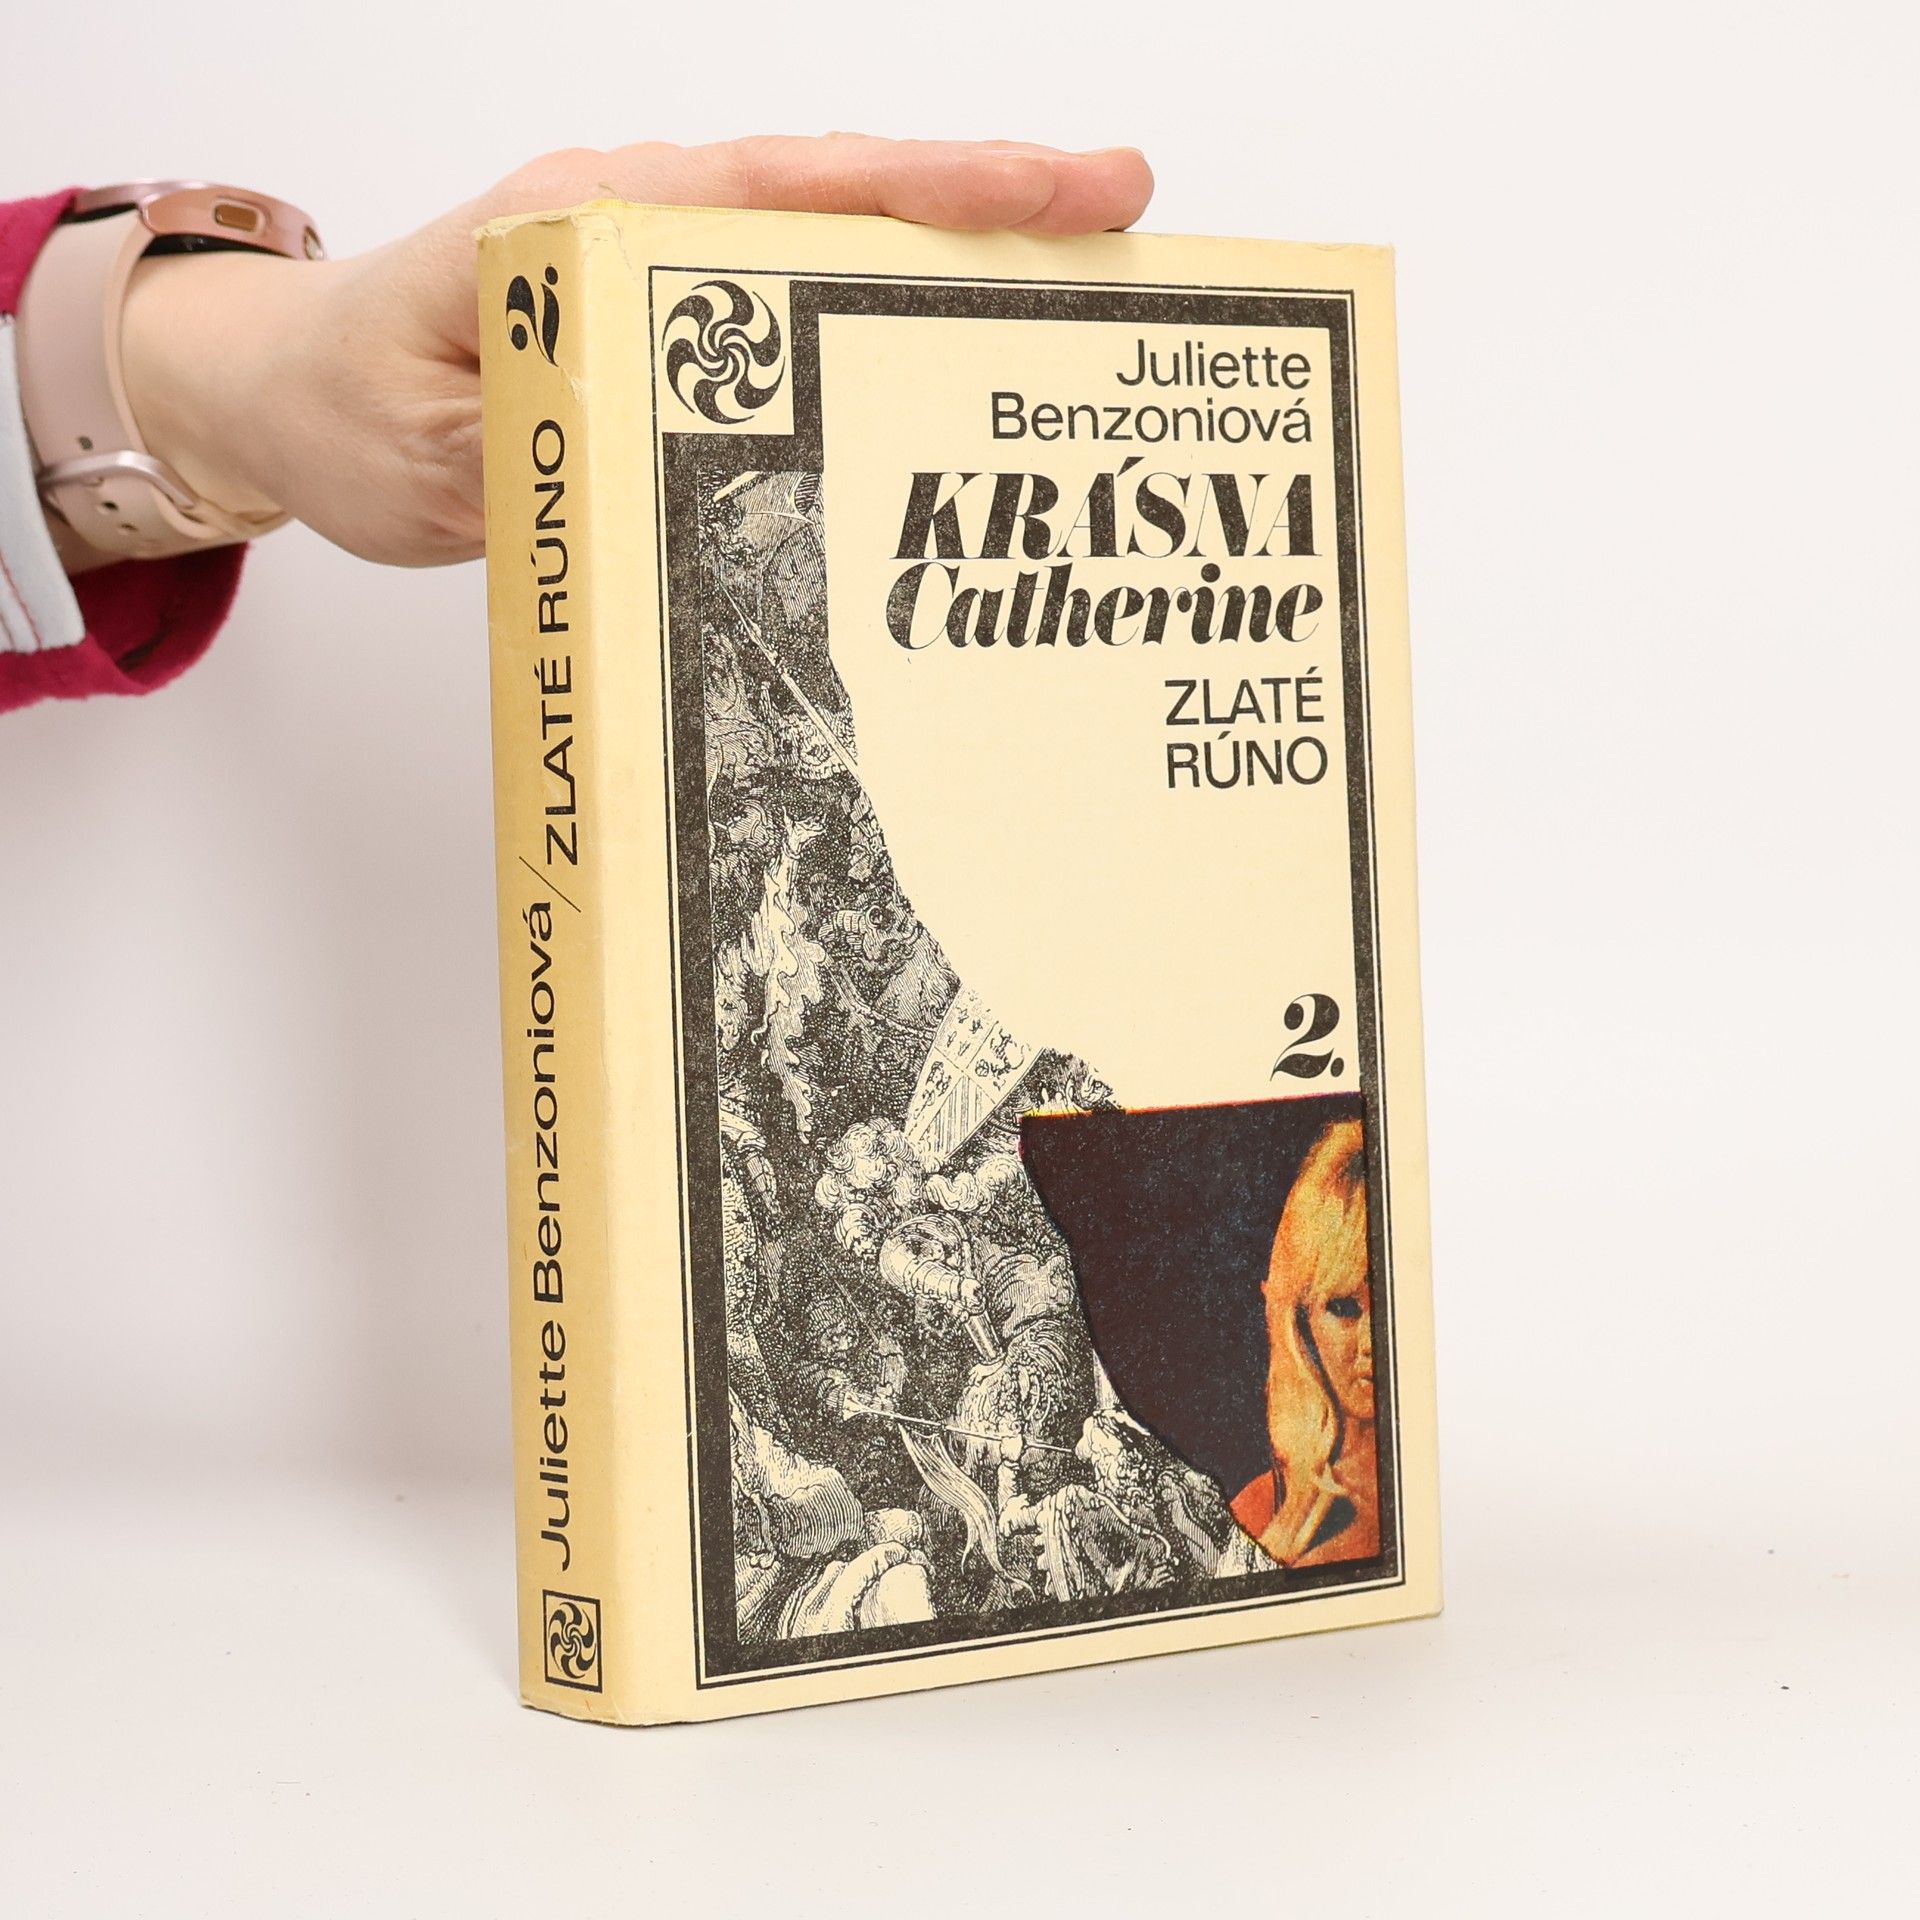 Juliette
Benzoniová
KRÁSNA
Catherine
ZLATÉ
RÚNO
2.
Juliette Benzoniová / ZLATÉ RÚNO 2.